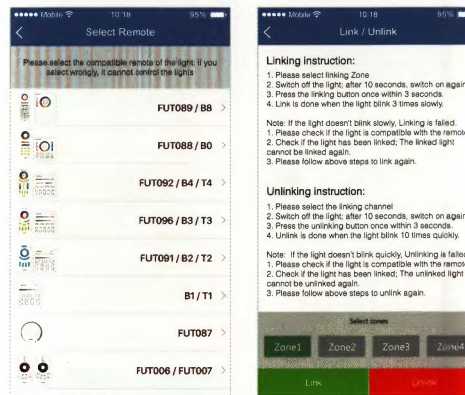 Mobile 10:18 95%
Select Remote
Please select the compatible remote of the light; if you
select wrongly, it cannot control the lights
FUT089 / B8
FUT088 / B0
FUT092 / B4 / T4
FUT096 / B3 / T3
FUT091 / B2 / T2
B1 / T1
FUT087
FUT006 / FUT007
Mobile 10:18 95%
Link / Unlink
Linking instruction:
1. Please select linking Zone
2. Switch off the light; after 10 seconds, switch on again
3. Press the linking button once within 3 seconds.
4. Link is done when the light blink 3 times slowly.
Note: If the light doesn't blink slowly, Linking is failed.
1. Please check if the light is compatible with the remot
2. Check if the light has been linked; The linked light
cannot be linked again.
3. Please follow above steps to link again.
Unlinking instruction:
1. Please select the linking channel
2. Switch off the light; after 10 seconds, switch on again
3. Press the unlinking button once within 3 seconds.
4. Unlink is done when the light blink 10 times quickly.
Note: If the light doesn't blink quickly, Unlinking is failed
1. Please check if the light is compatible with the remot
2. Check if the light has been linked; The unlinked light
cannot be unlinked again.
3. Please follow above steps to unlink again.
Select zones
Zone1 Zone2 Zone3 Zone4
Link Unlink